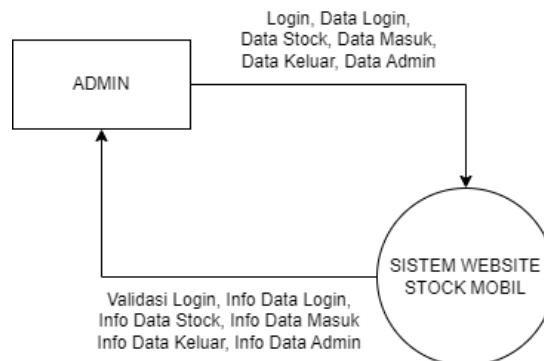 Login, Data Login,
Data Stock, Data Masuk,
Data Keluar, Data Admin
ADMIN
SISTEM WEBSITE
STOCK MOBIL
Validasi Login, Info Data Login,
Info Data Stock, Info Data Masuk
Info Data Keluar, Info Data Admin